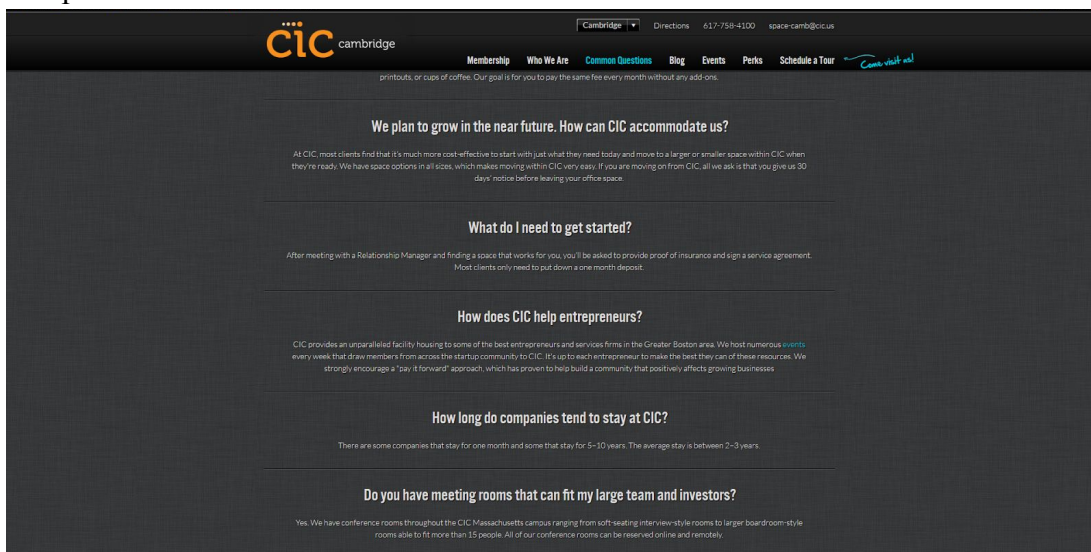 Cambridge
Directions
617-758-4100
space-camb@cic.us
cic cambridge
Membership
Who We Are
Common Questions
Blog
Events
Perks
Schedule a Tour
Come visit us!
printouts, or cups of coffee. Our goal is for you to pay the same fee every month without any add-ons.
We plan to grow in the near future. How can CIC accommodate us?
At CIC, most clients find that it's much more cost-effective to start with just what they need today and move to a larger or smaller space within CIC when
they're ready. We have space options in all sizes, which makes moving within CIC very easy. If you are moving on from CIC, all we ask is that you give us 30
days' notice before leaving your office space.
What do I need to get started?
After meeting with a Relationship Manager and finding a space that works for you, you'll be asked to provide proof of insurance and sign a service agreement.
Most clients only need to put down a one month deposit.
How does CIC help entrepreneurs?
CIC provides an unparalleled facility housing to some of the best entrepreneurs and services firms in the Greater Boston area. We host numerous events
every week that draw members from across the startup community to CIC. It's up to each entrepreneur to make the best they can of these resources. We
strongly encourage a "pay it forward" approach, which has proven to help build a community that positively affects growing businesses
How long do companies tend to stay at CIC?
There are some companies that stay for one month and some that stay for 5–10 years. The average stay is between 2–3 years.
Do you have meeting rooms that can fit my large team and investors?
Yes. We have conference rooms throughout the CIC Massachusetts campus ranging from soft-seating interview-style rooms to larger boardroom-style
rooms able to fit more than 15 people. All of our conference rooms can be reserved online and remotely.